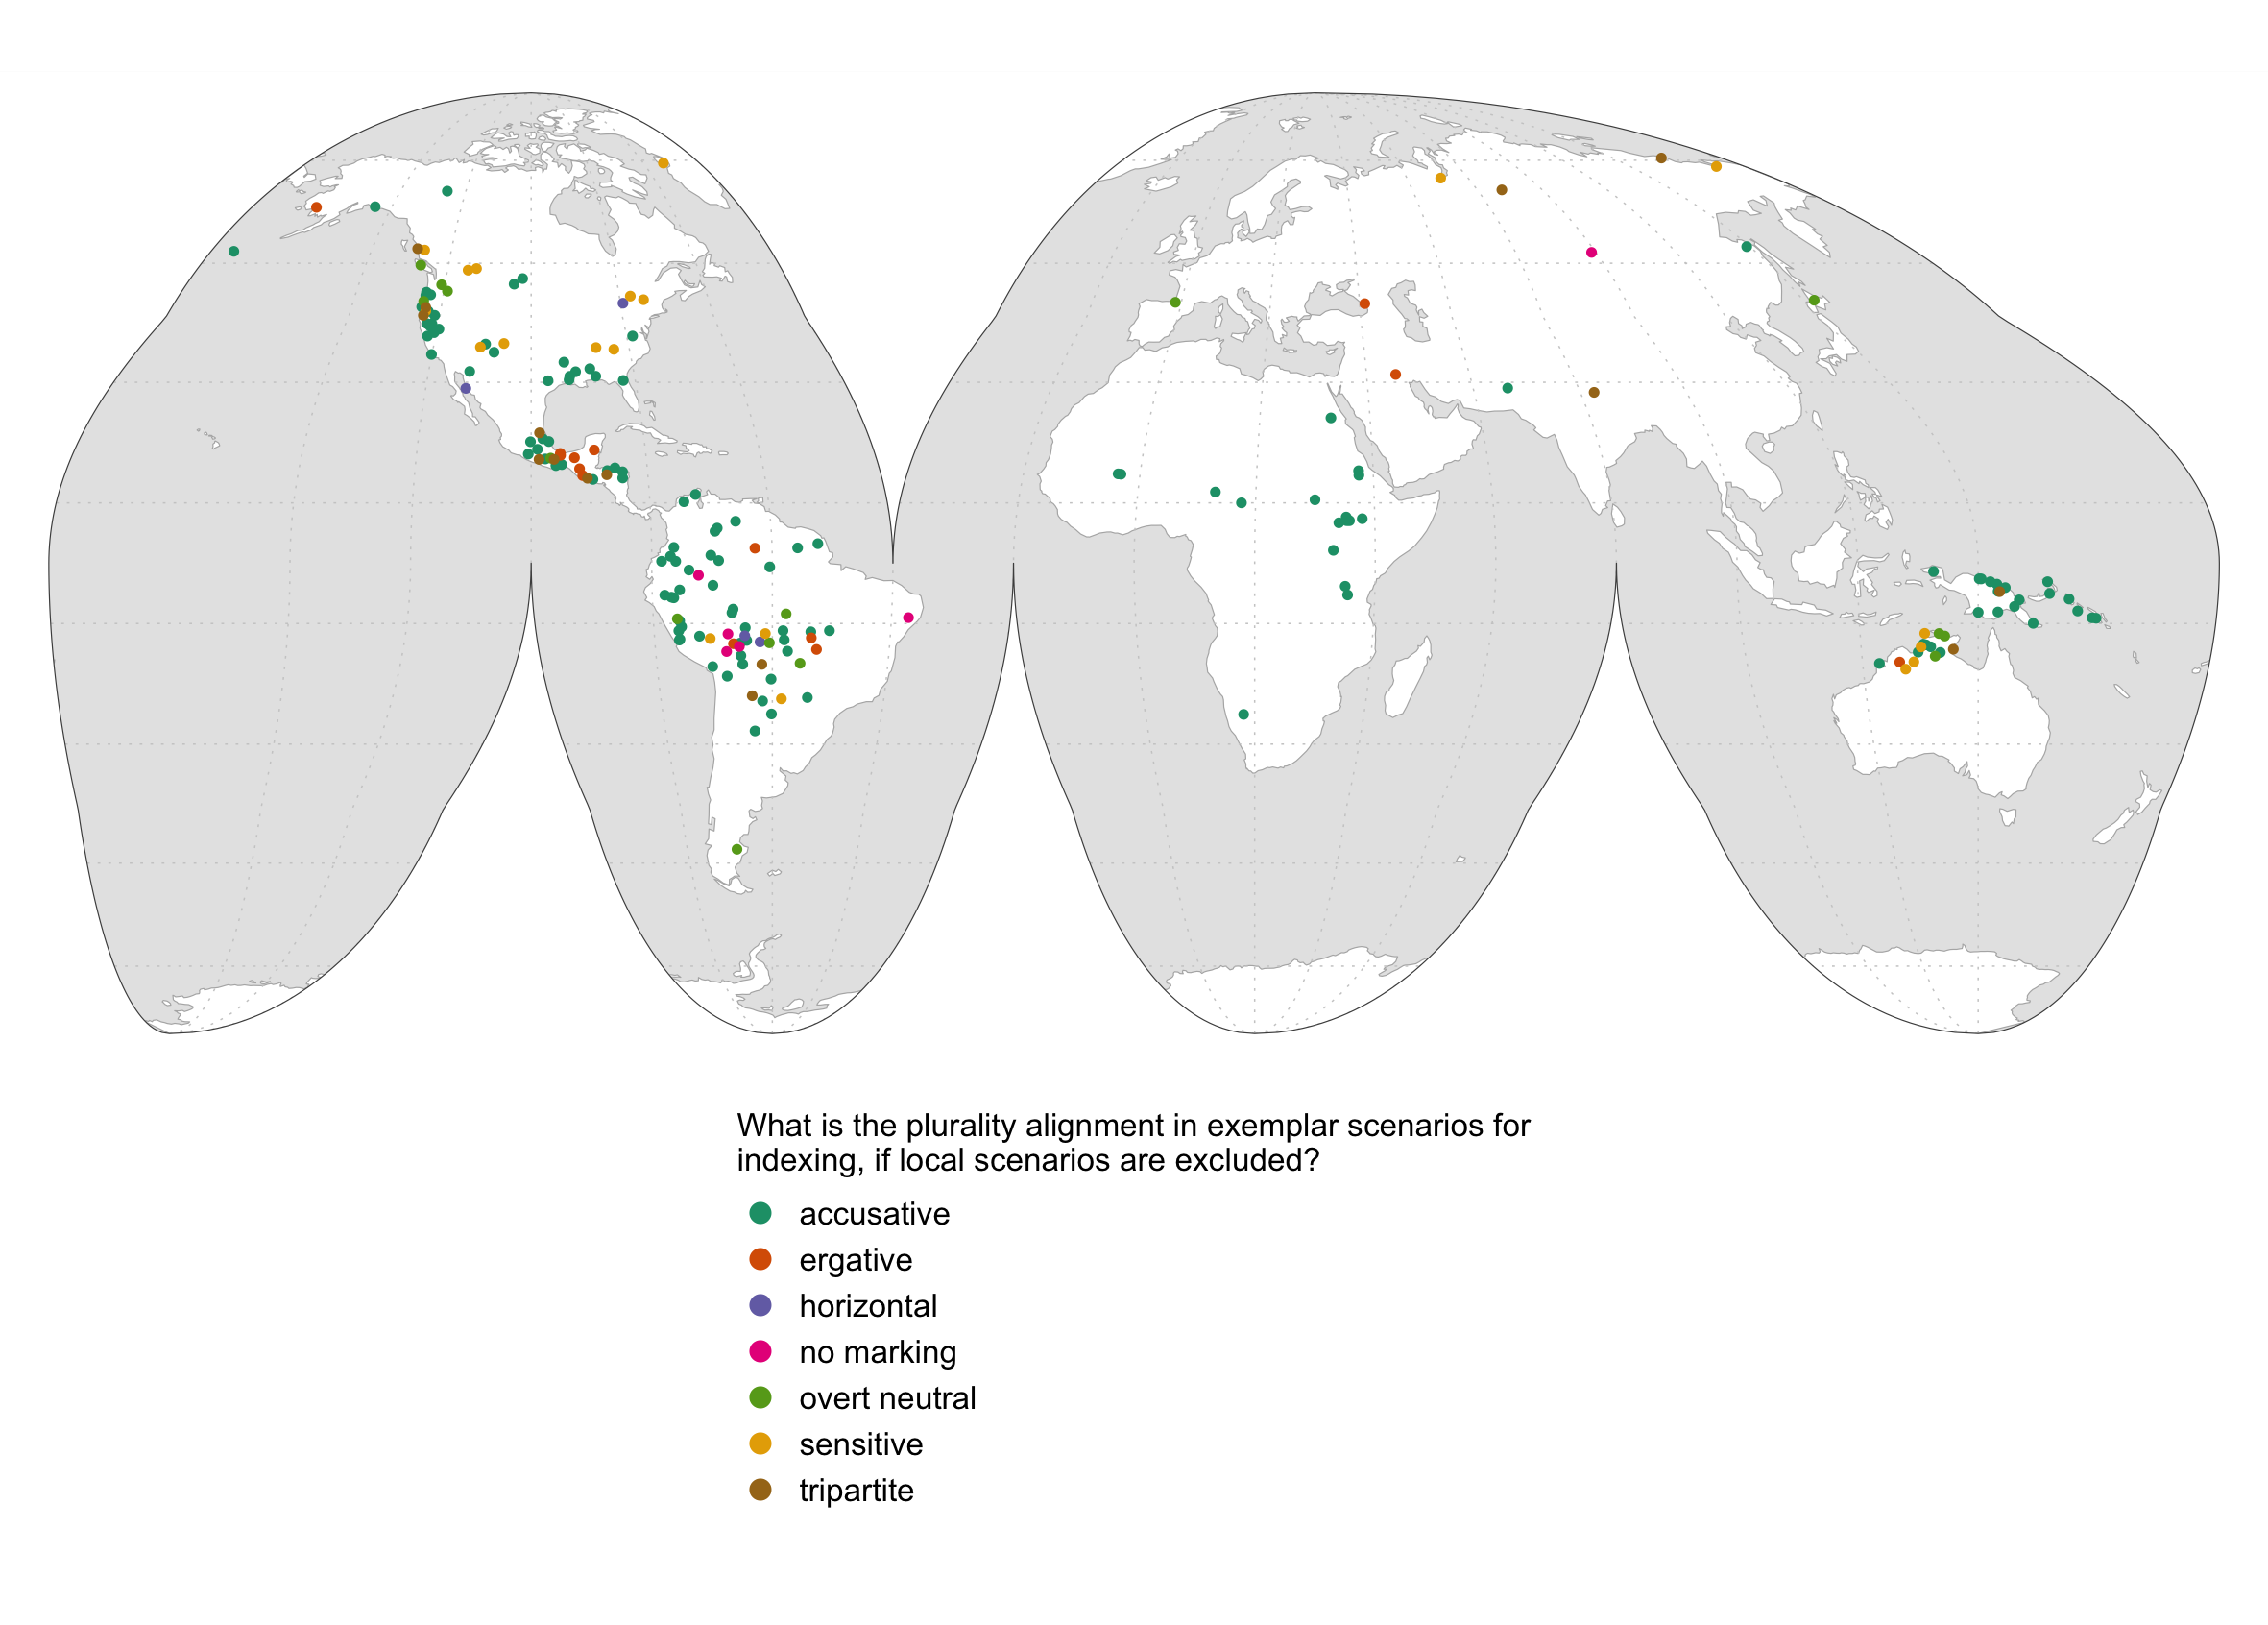 What is the plurality alignment in exemplar scenarios for
indexing, if local scenarios are excluded?
accusative
ergative
horizontal
no marking
overt neutral
sensitive
tripartite